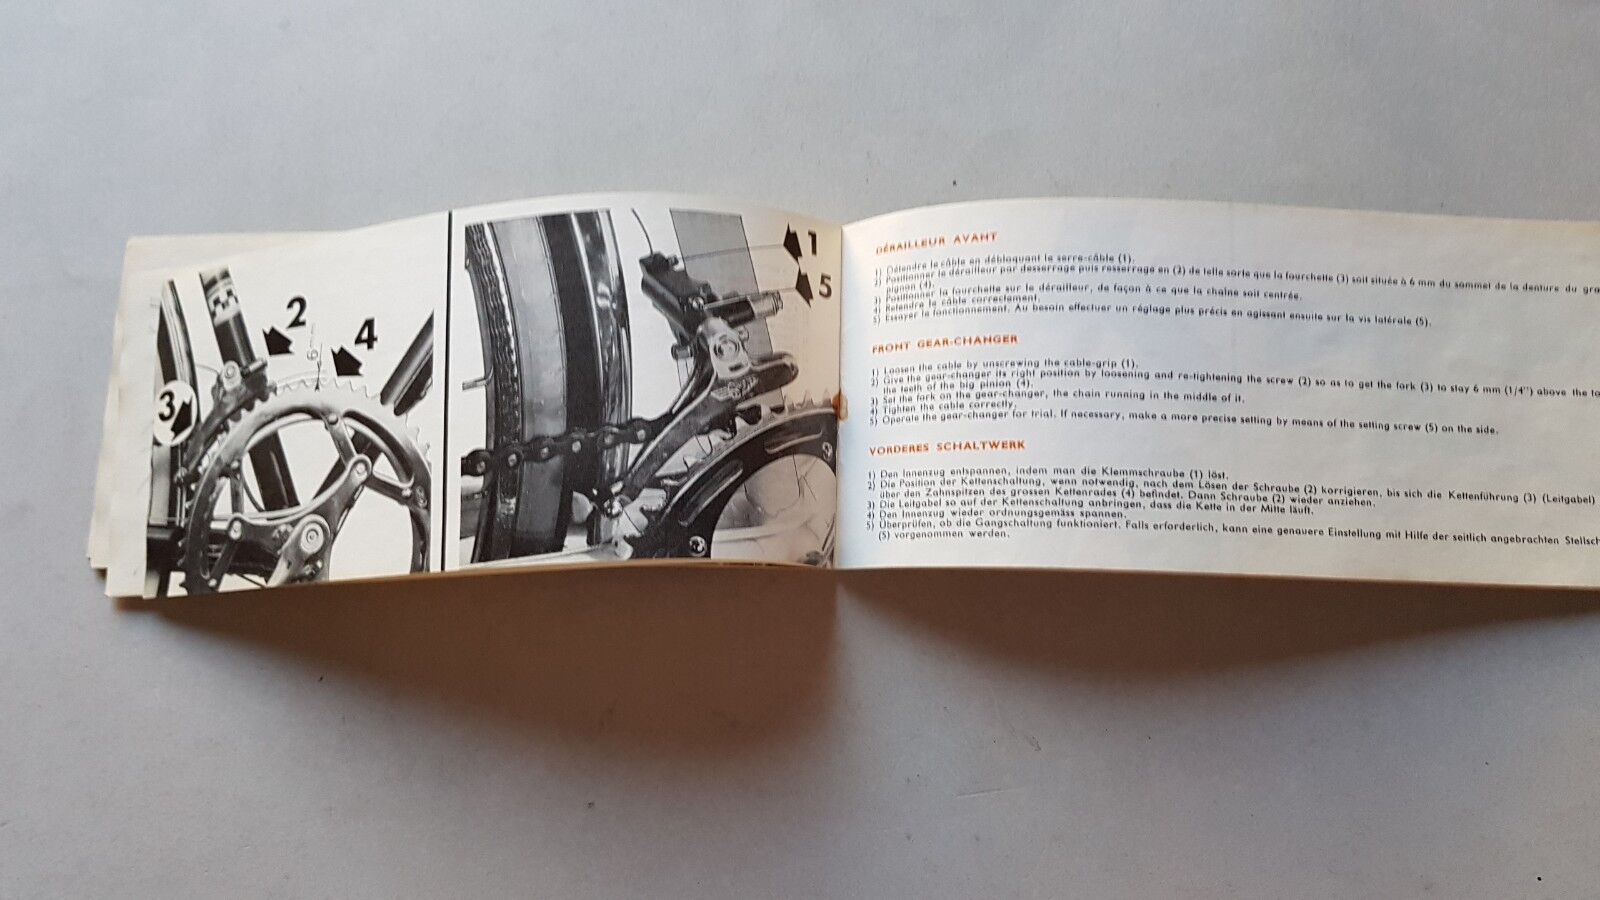 2
6mm
4
3
1
5
DÉRAILLEUR AVANT
1) Détendre le câble en débloquant le serre-câble (1).
2) Positionner le dérailleur par desserrage puis resserrage en (2) de telle sorte que la fourchette (3) soit située à 6 mm du sommet de la denture du
pignon (4).
3) Positionner la fourchette sur le dérailleur, de façon à ce que la chaîne soit centrée.
4) Retendre le câble correctement.
5) Essayer le fonctionnement. Au besoin effectuer un réglage plus précis en agissant ensuite sur la vis latérale (5).
FRONT GEAR-CHANGER
1) Loosen the cable by unscrewing the cable-grip (1).
2) Give the gear-changer its right position by loosening and re-tightening the screw (2) so as to get the fork (3) to stay 6 mm (1/4") above the
the teeth of the big pinion (4).
3) Set the fork on the gear-changer, the chain running in the middle of it.
4) Tighten the cable correctly.
5) Operate the gear-changer for trial. If necessary, make a more precise setting by means of the setting screw (5) on the side.
VORDERES SCHALTWERK
1) Den Innenzug entspannen, indem man die Klemmschraube (1) löst.
2) Die Position der Kettenschaltung, wenn notwendig, nach dem Lösen der Schraube (2) korrigieren, bis sich die Kettenführung (3) (Leitgabel)
über den Zahnspitzen des grossen Kettenrades (4) befindet. Dann Schraube (2) wieder anziehen.
3) Die Leitgabel so auf der Kettenschaltung anbringen, dass die Kette in der Mitte läuft.
4) Den Innenzug wieder ordnungsgemäss spannen.
5) Überprüfen, ob die Gangschaltung funktioniert. Falls erforderlich, kann eine genauere Einstellung mit Hilfe der seitlich angebrachten
(5) vorgenommen werden.